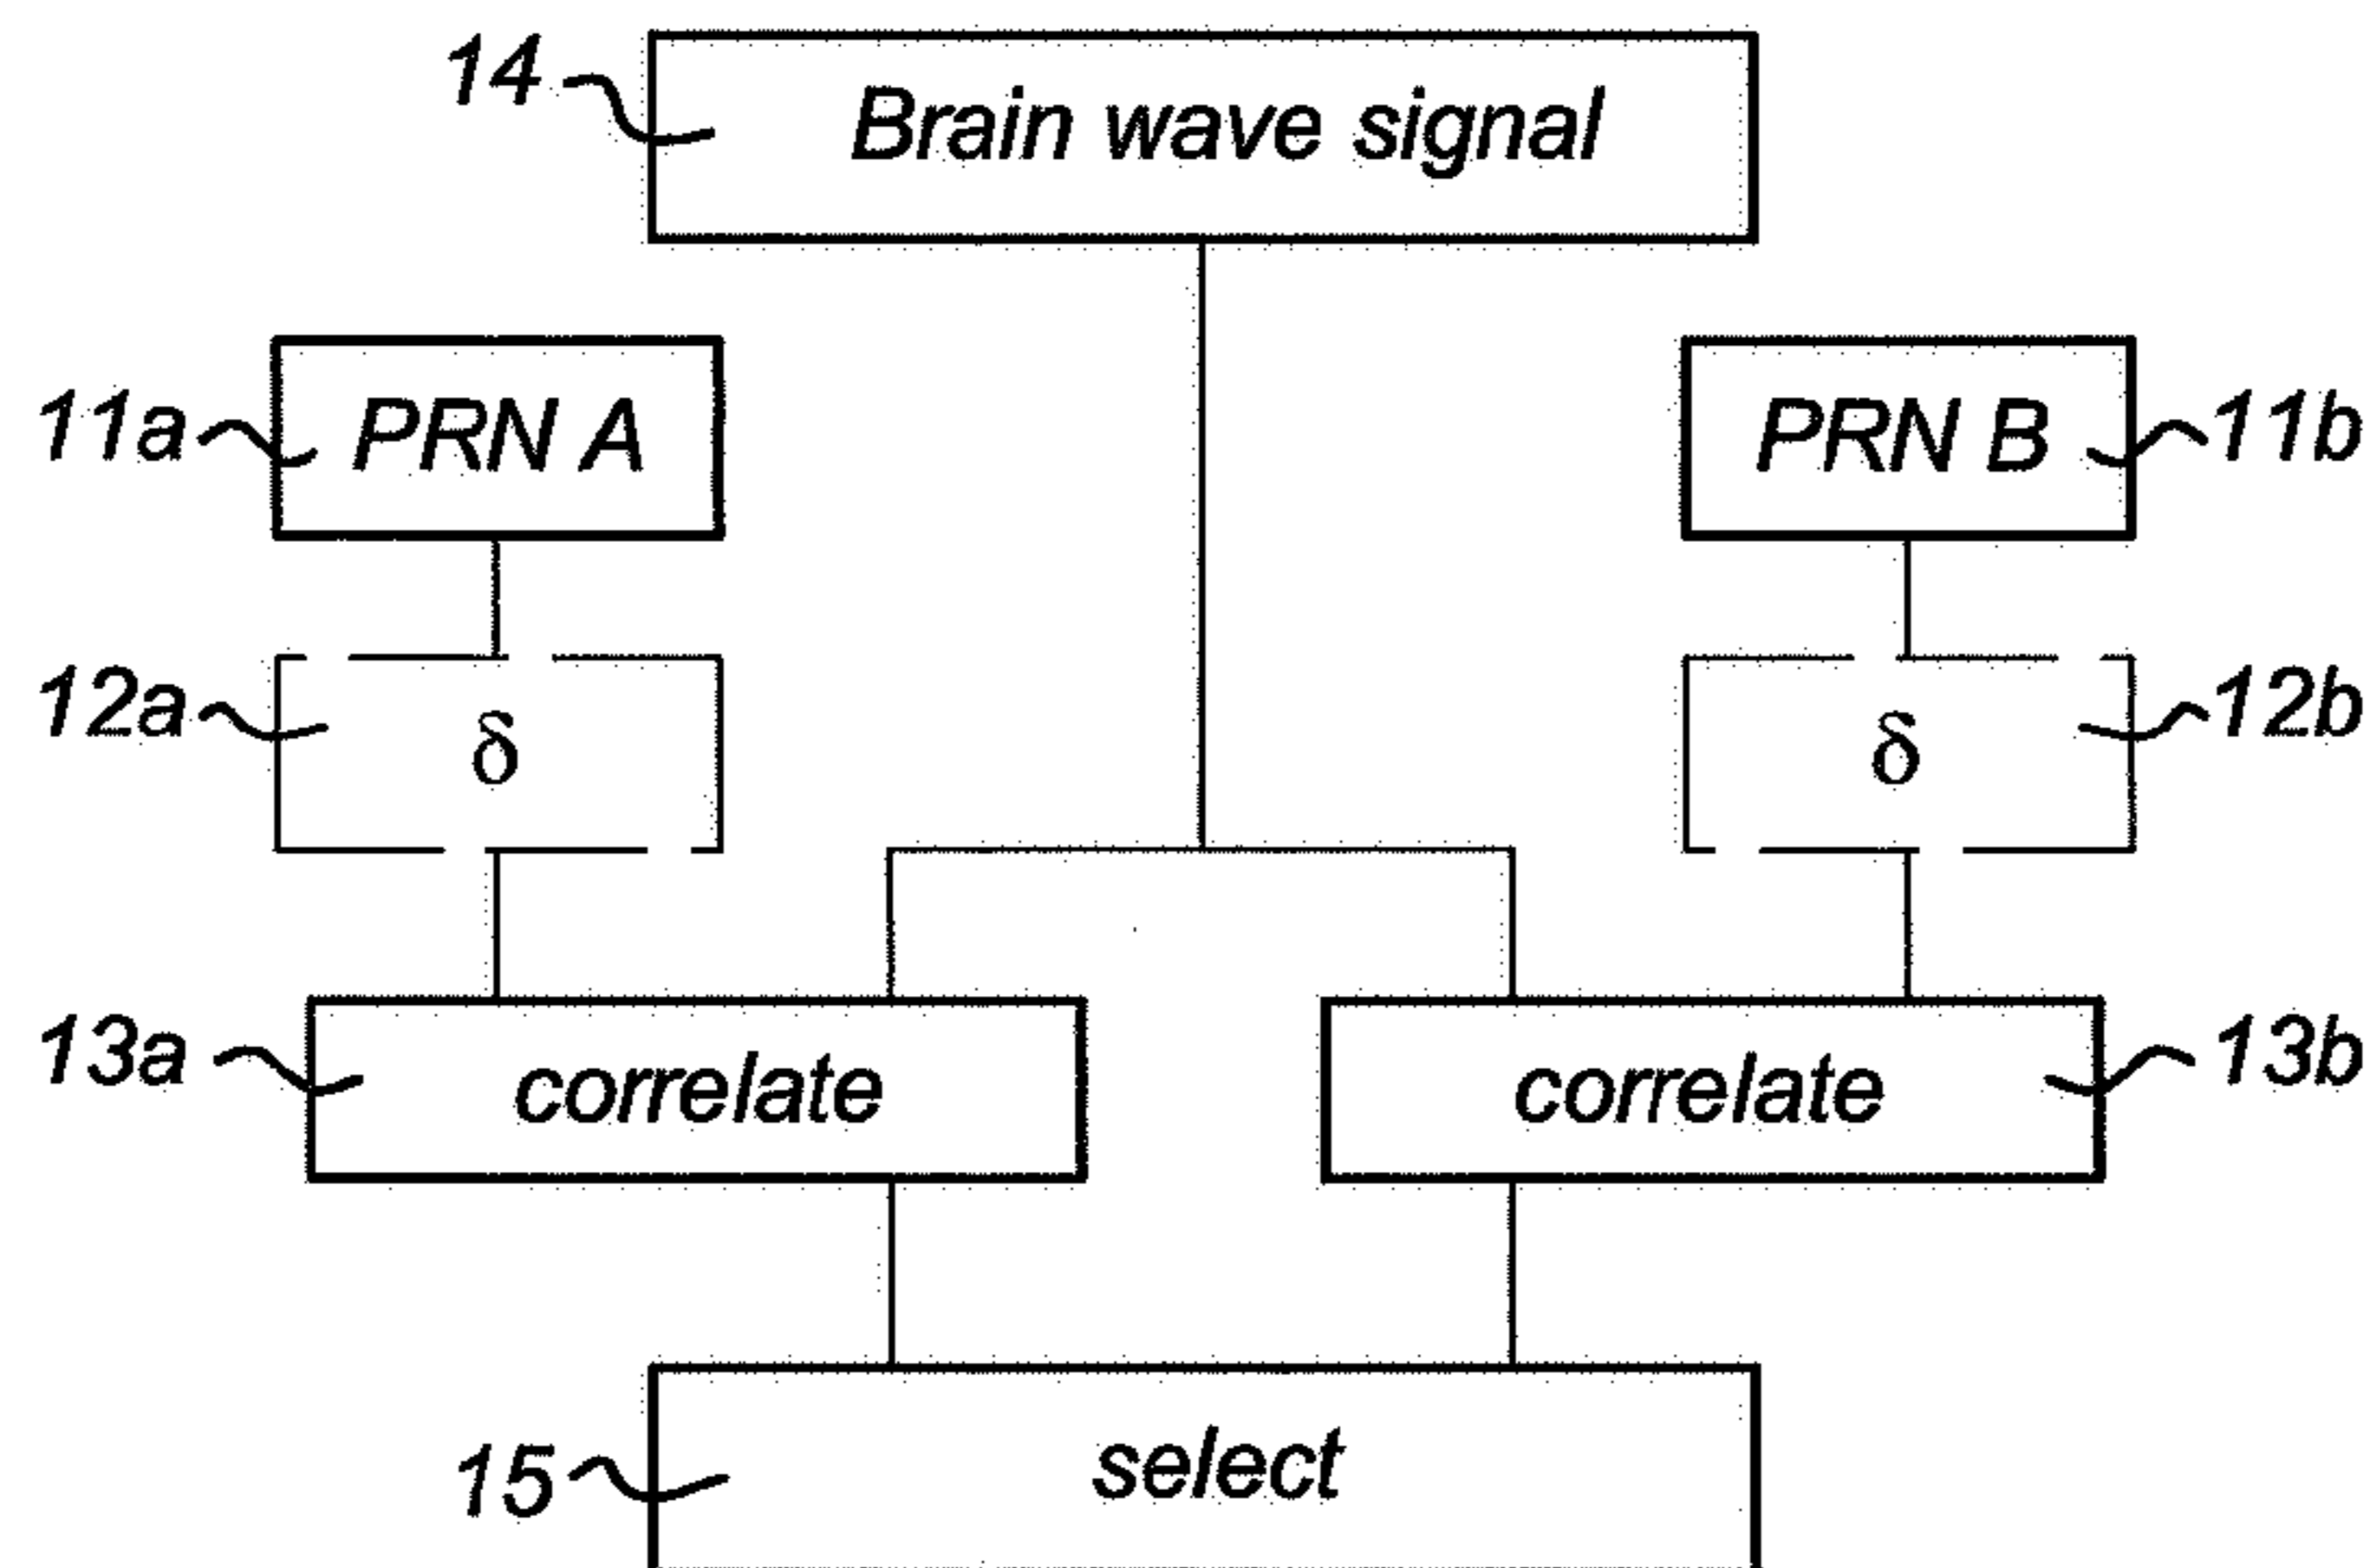 14 Brain wave signal
11a PRN A PRN B 11b
12a δ δ 12b
13a correlate correlate 13b
15 select